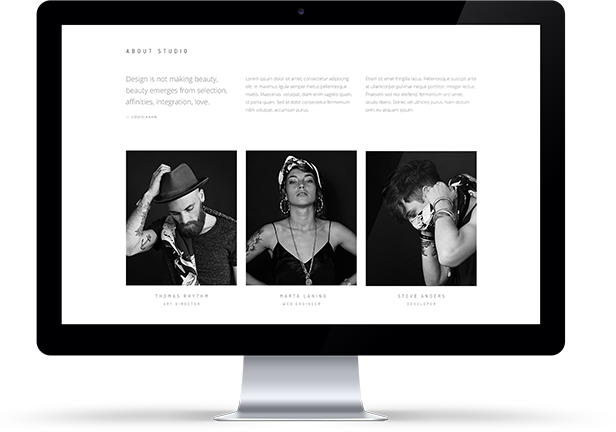 ABOUT STUDIO
Design is not making beauty,
beauty emerges from selection,
affinities, integration, love.
— LOUIS KAHN
Lorem ipsum dolor sit amet, consectetur adipiscing
elit. In maximus ligula semper metus pellentesque
mattis. Maecenas volutpat, diam enim sagittis quam,
id porta quam. Sed id dolor consectetur fermentum
nibh volutpat, accumsan purus.
Etiam sit amet fringilla lacus. Pellentesque suscipit ante
at ullamcorper pulvinar neque porttitor. Integer lectus.
Praesent sed nisi eleifend, fermentum orci amet,
iaculis libero. Donec vel ultricies purus. Nam dictum
sem, eu aliquam ipsum.
THOMAS RHYTHM
ART DIRECTOR
MARTA LANING
WEB ENGINEER
STEVE ANDERS
DEVELOPER